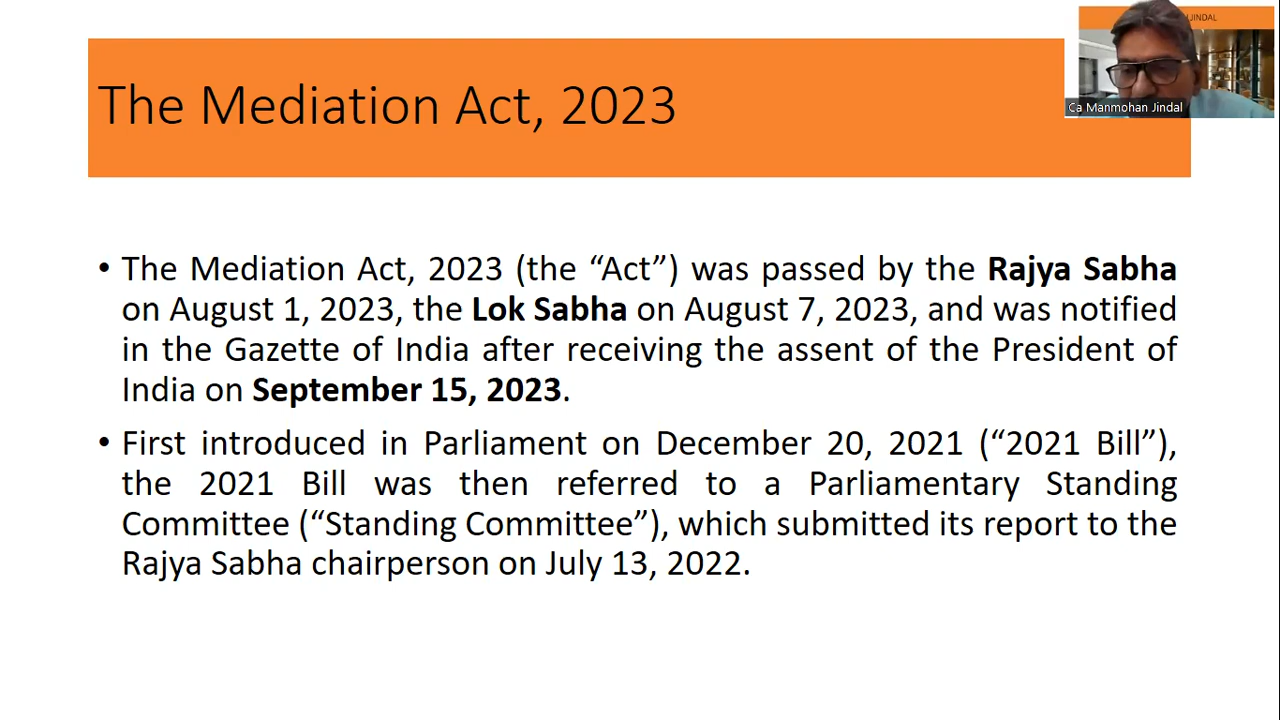 JINDAL
The Mediation Act, 2023
Ca Manmohan Jindal
• The Mediation Act, 2023 (the “Act”) was passed by the Rajya Sabha
on August 1, 2023, the Lok Sabha on August 7, 2023, and was notified
in the Gazette of India after receiving the assent of the President of
India on September 15, 2023.
• First introduced in Parliament on December 20, 2021 (“2021 Bill”),
the 2021 Bill was then referred to a Parliamentary Standing
Committee (“Standing Committee”), which submitted its report to the
Rajya Sabha chairperson on July 13, 2022.